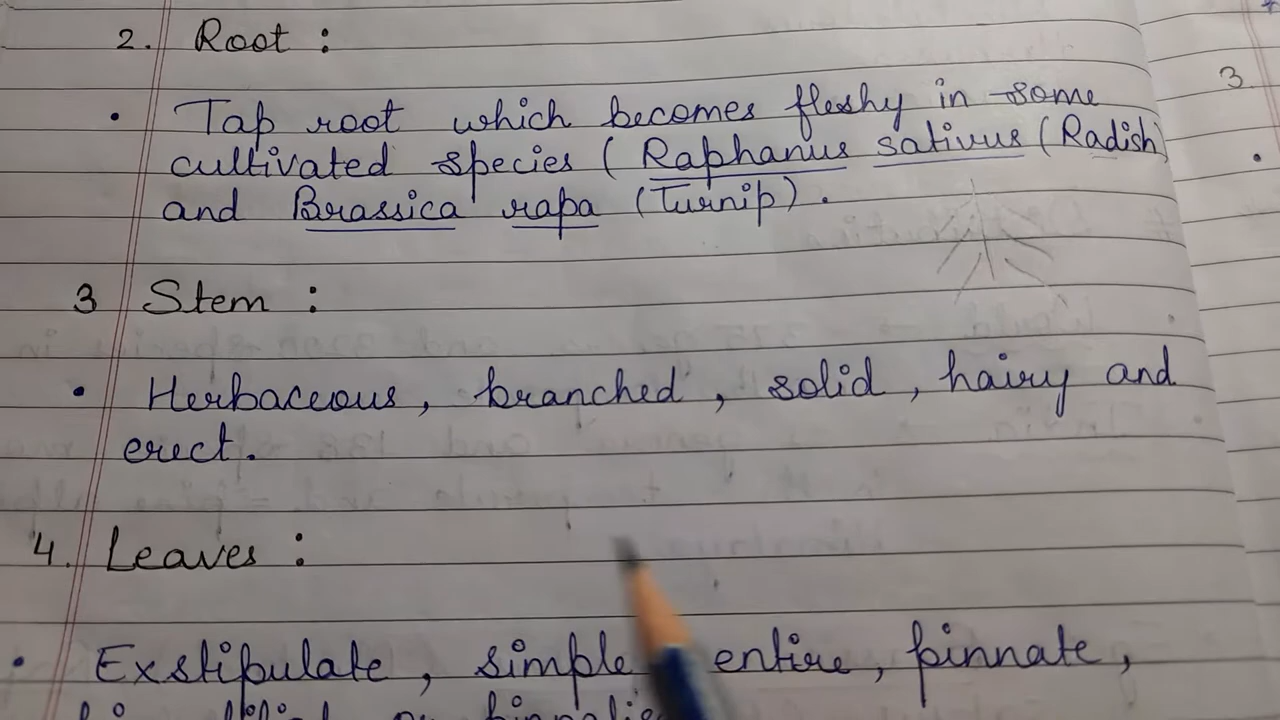 2. Root :
• Tap root which becomes fleshy in some
cultivated species ( Raphanus sativus (Radish)
and Brassica rapa (Turnip).
3 Stem :
• Herbaceous, branched, solid, hairy and
erect.
4. Leaves :
• Exstipulate, simple entire, pinnate,
3
•